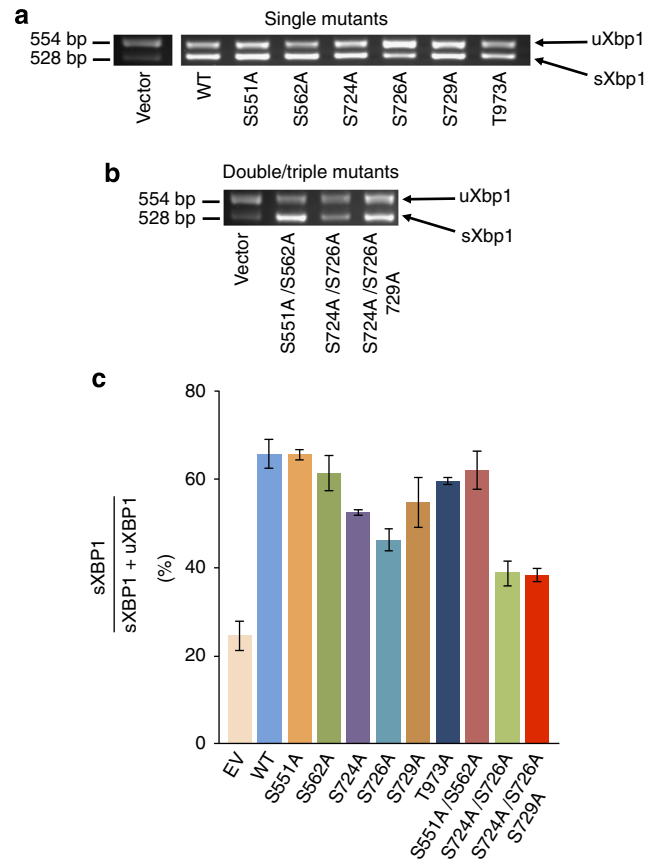 a
Single mutants
554 bp
528 bp
uXbp1
sXbp1
Vector
WT
S551A
S562A
S724A
S726A
S729A
T973A
b
Double/triple mutants
554 bp
528 bp
uXbp1
sXbp1
Vector
S551A /S562A
S724A /S726A
S724A /S726A
729A
c
sXBP1
sXBP1 + uXBP1
(%)
80
60
40
20
0
EV
WT
S551A
S562A
S724A
S726A
S729A
T973A
S551A /S562A
S724A /S726A
S724A /S726A
S729A